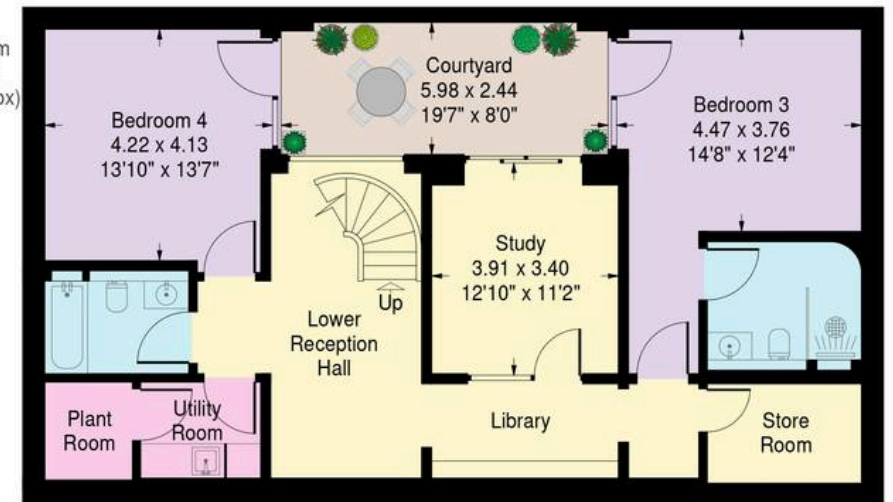 m
ox)
Bedroom 4
4.22 x 4.13
13'10" x 13'7"
Courtyard
5.98 x 2.44
19'7" x 8'0"
Bedroom 3
4.47 x 3.76
14'8" x 12'4"
Study
3.91 x 3.40
12'10" x 11'2"
Up
Lower
Reception
Hall
Plant
Room
Utility
Room
Library
Store
Room